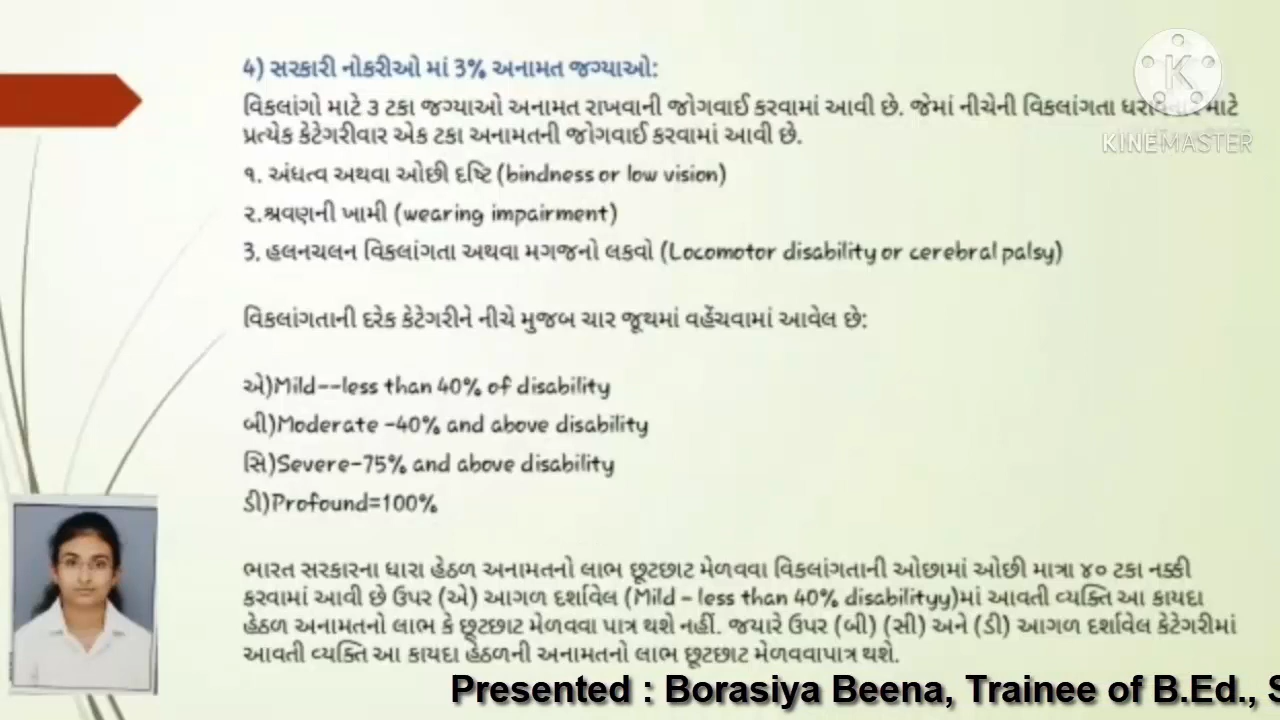 4) સરકારી નોકરીઓ માં 3% અનામત જગ્યાઓ:
વિકલાંગો માટે ૩ ટકા જગ્યાઓ અનામત રાખવાની જોગવાઈ કરવામાં આવી છે. જેમાં નીચેની વિકલાંગતા માટે
પ્રત્યેક કેટેગરીવાર એક ટકા અનામતની જોગવાઈ કરવામાં આવી છે.
૧. અંધત્વ અથવા ઓછી દષ્ટિ (bindness or low vision)
૨.શ્રવણની ખામી (wearing impairment)
3. હલનચલન વિકલાંગતા અથવા મગજનો લકવો (Locomotor disability or cerebral palsy)
વિકલાંગતાની દરેક કેટેગરીને નીચે મુજબ ચાર જૂથમાં વહેંચવામાં આવેલ છે:
એ)Mild--less than 40% of disability
બી)Moderate -40% and above disability
સિ)Severe-75% and above disability
ડી)Profound=100%
ભારત સરકારના ધારા હેઠળ અનામતનો લાભ છૂટછાટ મેળવવા વિકલાંગતાની ઓછામાં ઓછી માત્રા ૪૦ ટકા નક્કી
કરવામાં આવી છે ઉપર (એ) આગળ દર્શાવેલ (Mild - less than 40% disabilityy)માં આવતી વ્યક્તિ આ કાયદા
હેઠળ અનામતનો લાભ કે છૂટછાટ મેળવવા પાત્ર થશે નહીં. જયારે ઉપર (બી) (સી) અને (ડી) આગળ દર્શાવેલ કેટેગરીમાં
આવતી વ્યક્તિ આ કાયદા હેઠળની અનામતનો લાભ છૂટછાટ મેળવવાપાત્ર થશે.
K
KINEMASTER
Presented : Borasiya Beena, Trainee of B.Ed., S